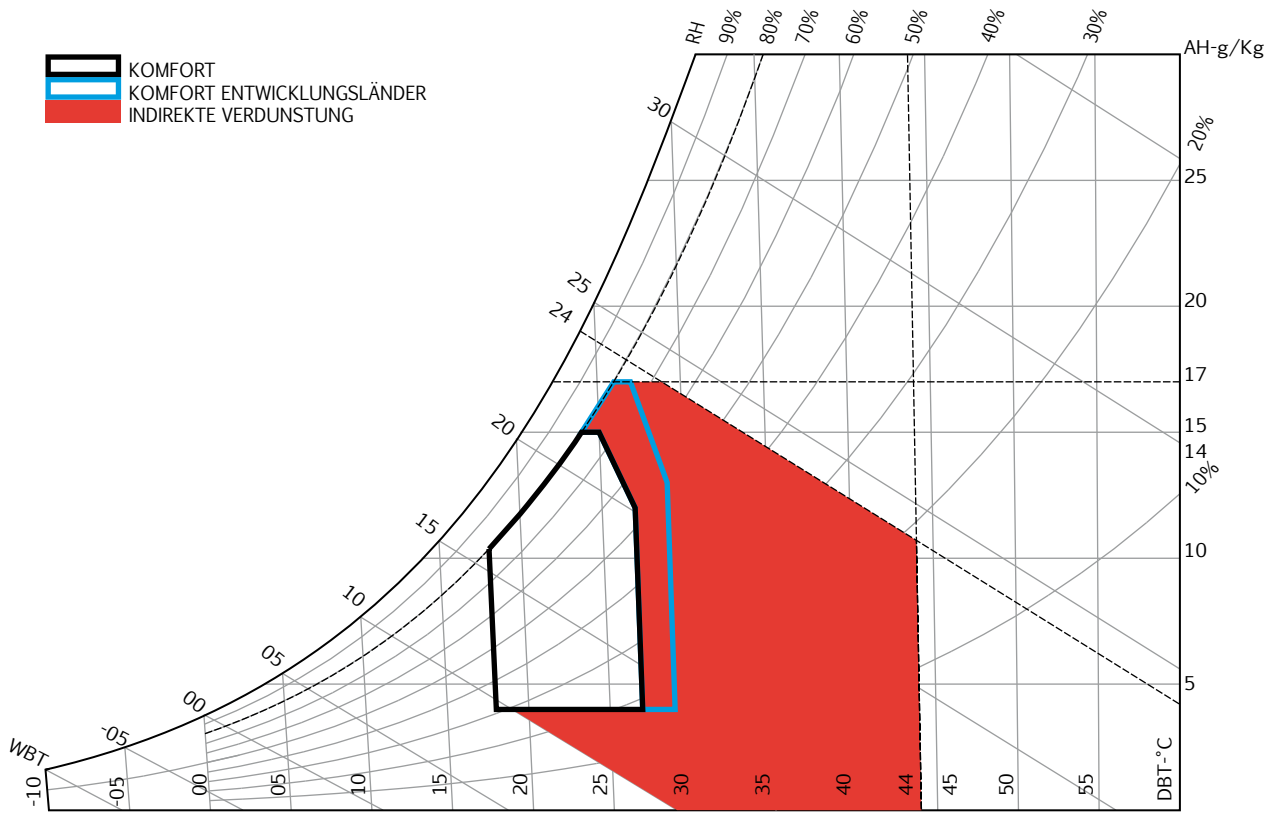 RH 90% 80% 70% 60% 50% 40% 30%
AH-g/Kg
KOMFORT
KOMFORT ENTWICKLUNGSLÄNDER
INDIREKTE VERDUNSTUNG
30
20%
25
25
20
24
17
20
15
14
10%
15
10
10
05
5
00
-05
WBT
-10 -05 00 05 10 15 20 25 30 35 40 44 45 50 55 DBT-°C